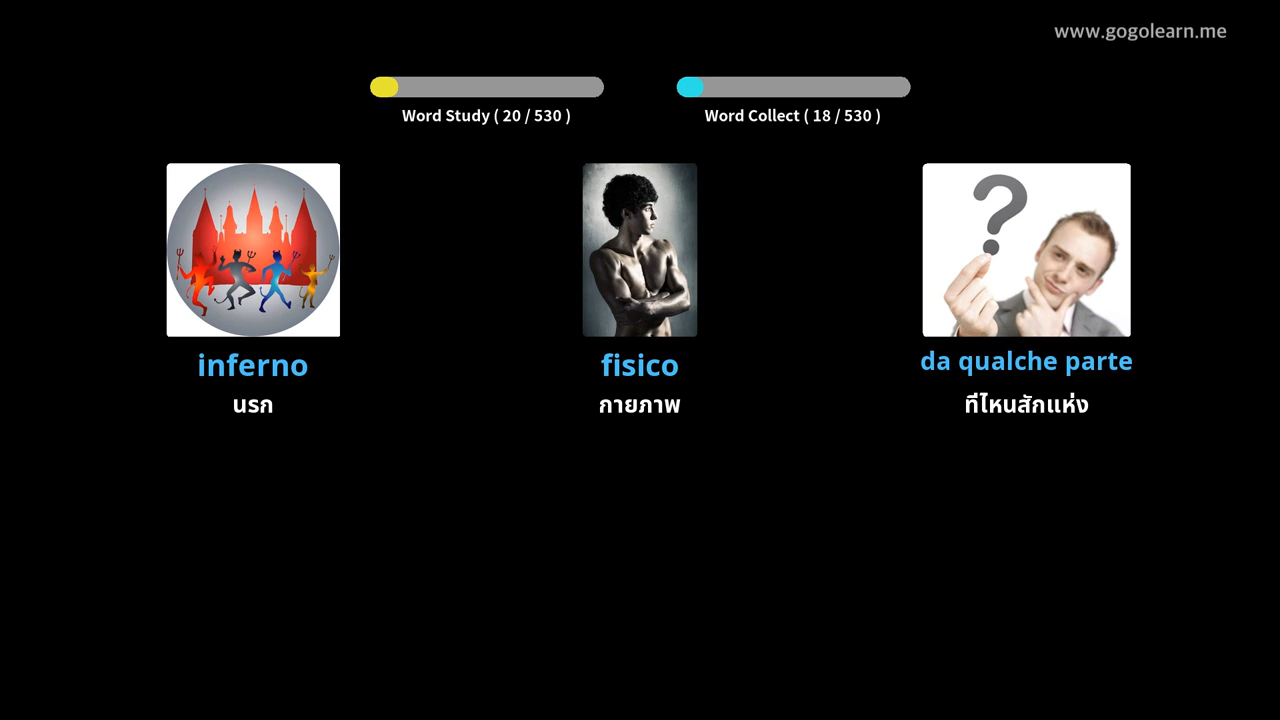 www.gogolearn.me
Word Study ( 20 / 530 )
Word Collect ( 18 / 530 )
inferno
fisico
da qualche parte
นรก
กายภาพ
ที่ไหนสักแห่ง